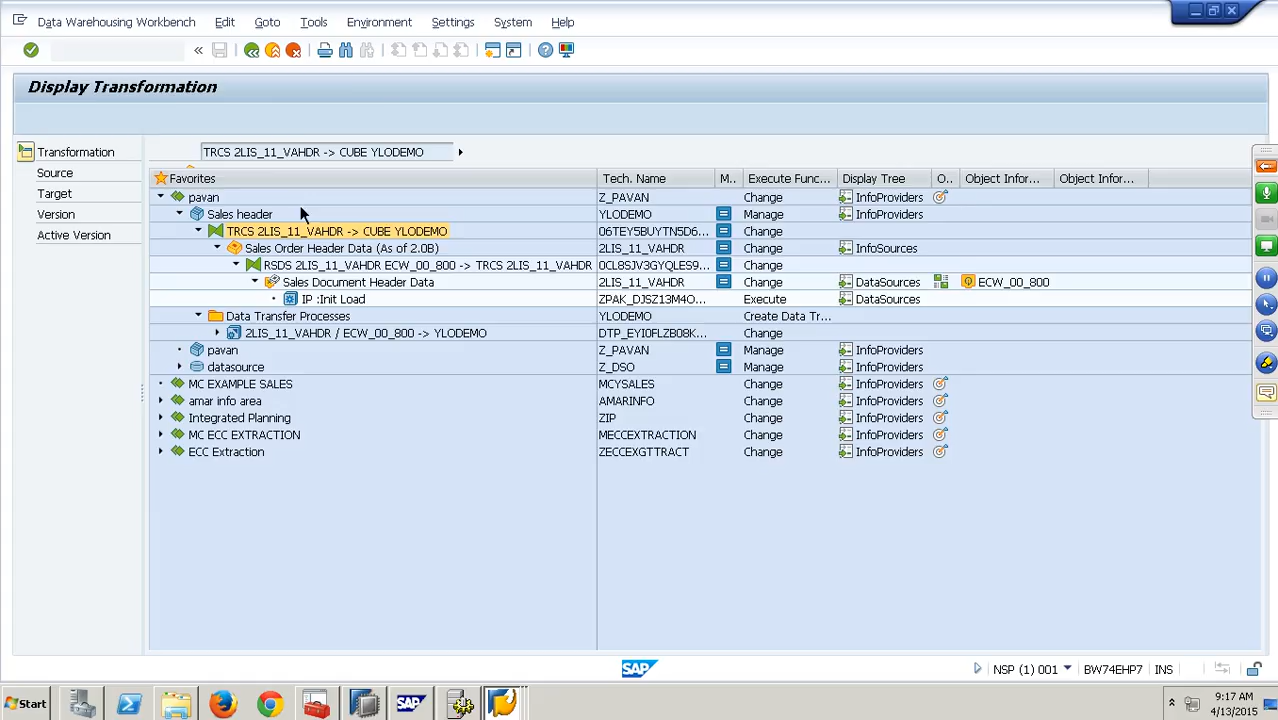 Data Warehousing Workbench Edit Goto Tools Environment Settings System Help
Display Transformation
Transformation
Source
Target
Version
Active Version
TRCS 2LIS_11_VAHDR -> CUBE YLODEMO
Favorites Tech. Name M.. Execute Func... Display Tree O.. Object Infor... Object Infor...
pavan Z_PAVAN Change InfoProviders
Sales header YLODEMO Manage InfoProviders
TRCS 2LIS_11_VAHDR -> CUBE YLODEMO 06TEY5BUYTN5D6... Change
Sales Order Header Data (As of 2.0B) 2LIS_11_VAHDR Change InfoSources
RSDS 2LIS_11_VAHDR ECW_00_800 -> TRCS 2LIS_11_VAHDR 0CL8SJV3GYQLES9... Change
Sales Document Header Data 2LIS_11_VAHDR Change DataSources ECW_00_800
IP :Init Load ZPAK_DJSZ13M4O... Execute DataSources
Data Transfer Processes YLODEMO Create Data Tr...
2LIS_11_VAHDR / ECW_00_800 -> YLODEMO DTP_EYI0FLZB08K... Change
pavan Z_PAVAN Manage InfoProviders
datasource Z_DSO Manage InfoProviders
MC EXAMPLE SALES MCYSALES Change InfoProviders
amar info area AMARINFO Change InfoProviders
Integrated Planning ZIP Change InfoProviders
MC ECC EXTRACTION MECCEXTRACTION Change InfoProviders
ECC Extraction ZECCEXGTTRACT Change InfoProviders
SAP NSP (1) 001 BW74EHP7 INS
Start SAP 9:17 AM
4/13/2015